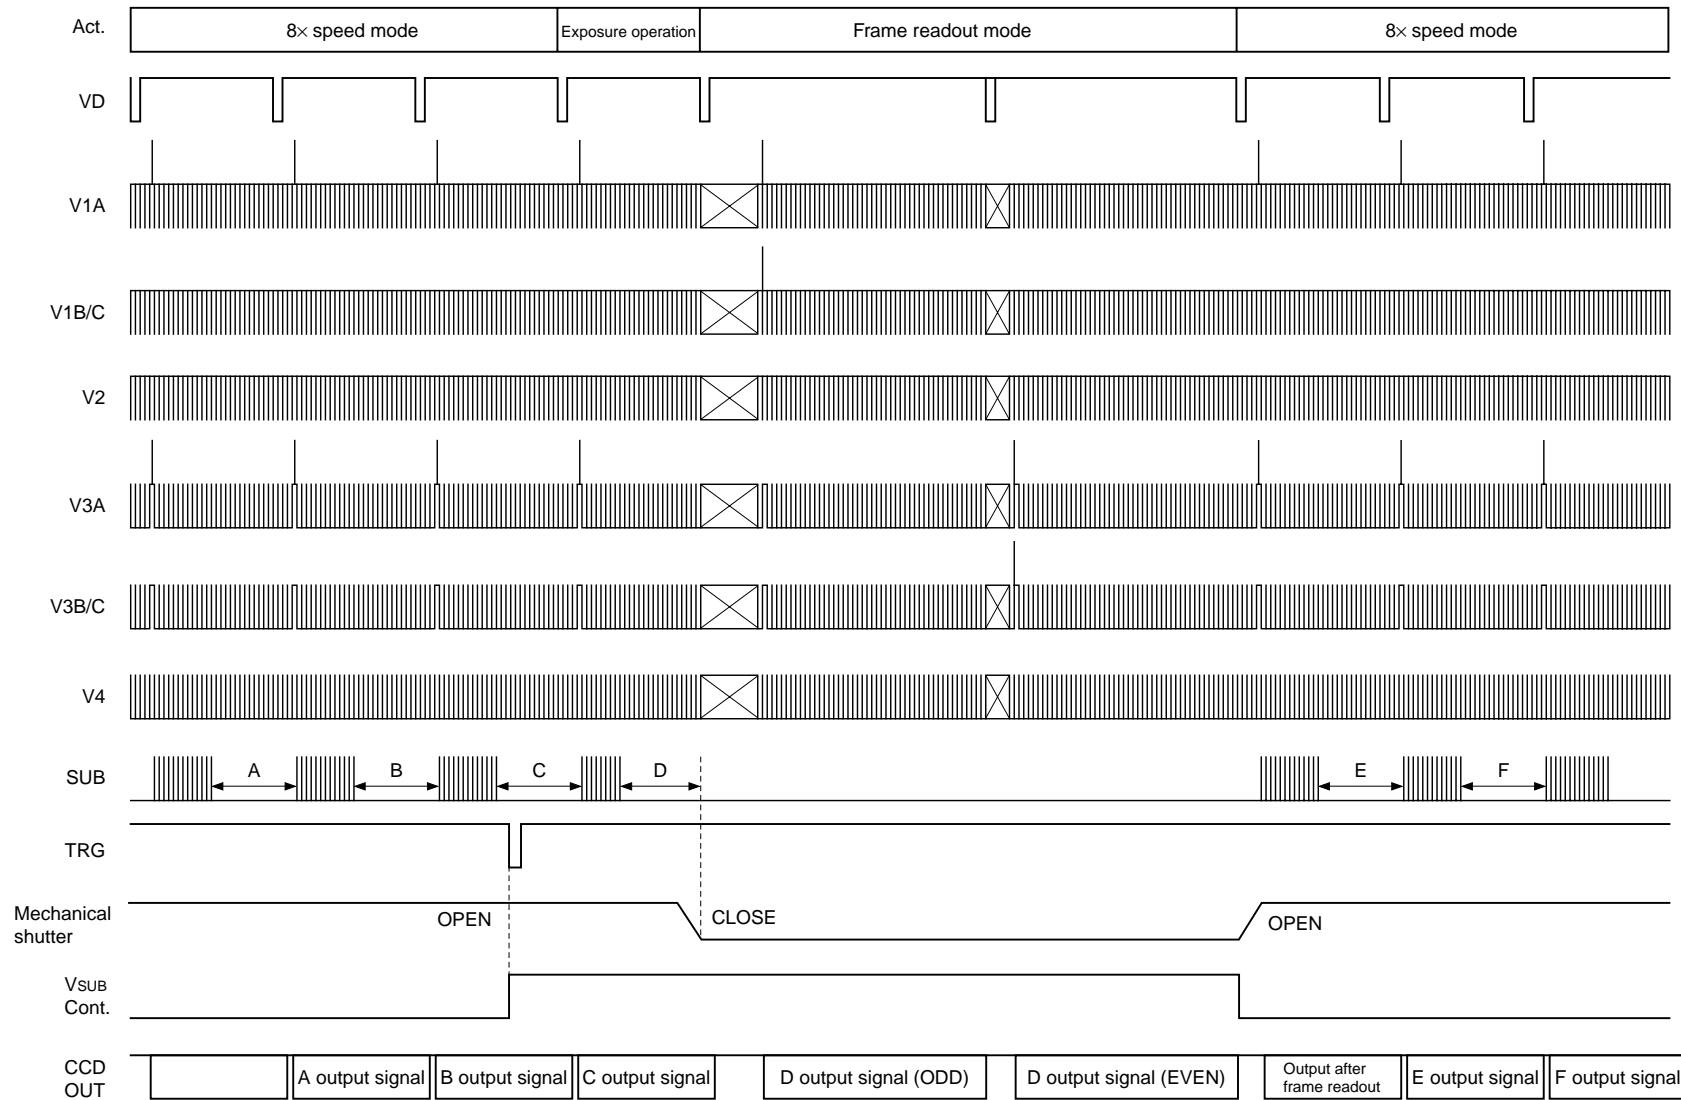 Act.
8× speed mode
Exposure operation
Frame readout mode
8× speed mode
VD
V1A
V1B/C
V2
V3A
V3B/C
V4
SUB
A
B
C
D
E
F
TRG
Mechanical
shutter
OPEN
CLOSE
OPEN
VSUB
Cont.
CCD
OUT
A output signal
B output signal
C output signal
D output signal (ODD)
D output signal (EVEN)
Output after
frame readout
E output signal
F output signal